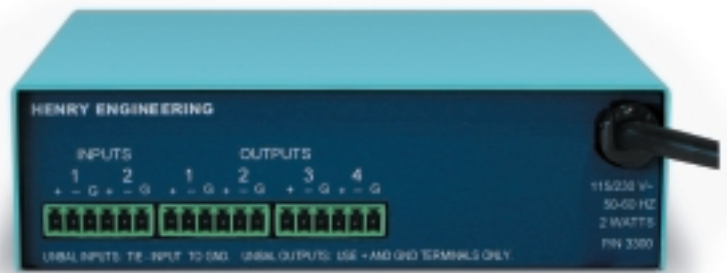 HENRY ENGINEERING
INPUTS OUTPUTS
1 2 1 2 3 4
+ − G + − G + − G + − G + − G + − G
115/230 V~
50-60 HZ
2 WATTS
P/N 3300
UNBAL INPUTS: TIE - INPUT TO GND. UNBAL OUTPUTS: USE + AND GND TERMINALS ONLY.